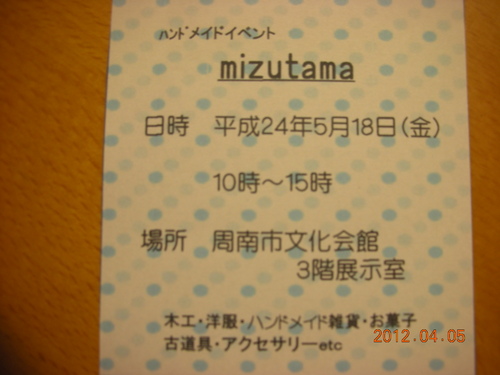 ﾊﾝﾄﾞﾒｲﾄﾞイベント
mizutama
日時 平成24年5月18日(金)
10時～15時
場所 周南市文化会館
3階展示室
木工・洋服・ハンドメイド雑貨・お菓子
古道具・アクセサリーetc
2012.04.05